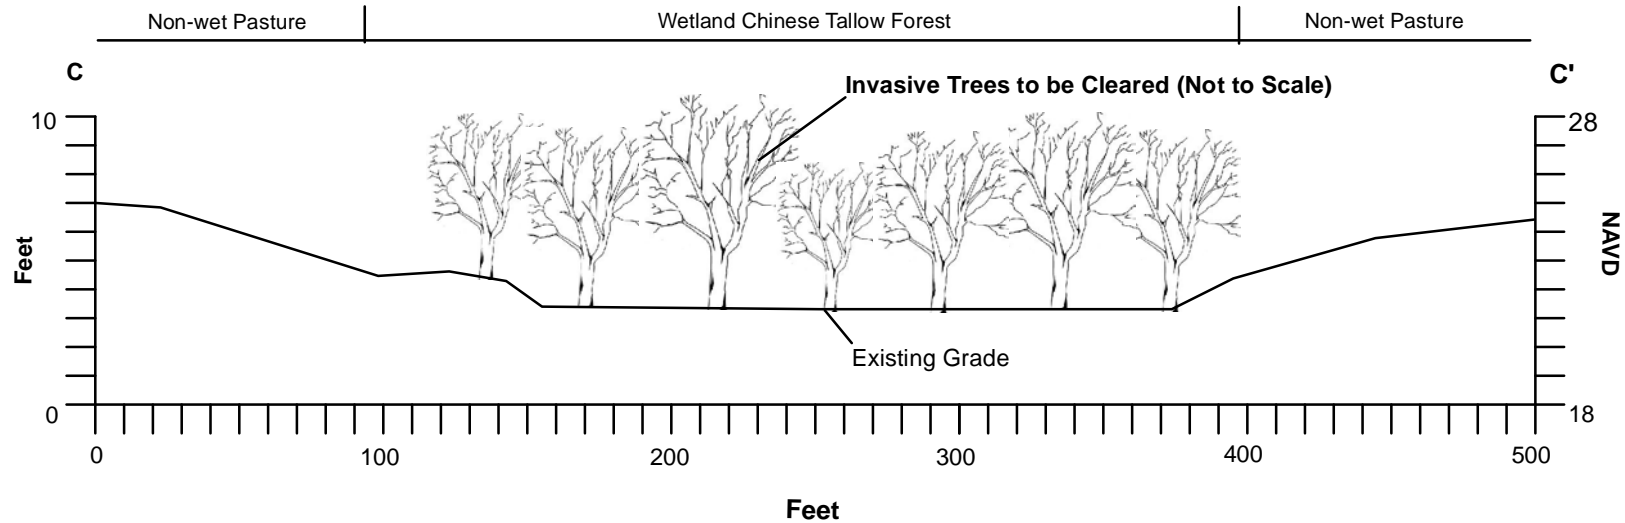 Non-wet Pasture
Wetland Chinese Tallow Forest
Non-wet Pasture
C
C'
Invasive Trees to be Cleared (Not to Scale)
10
28
Feet
NAVD
Existing Grade
0
18
0
100
200
300
400
500
Feet